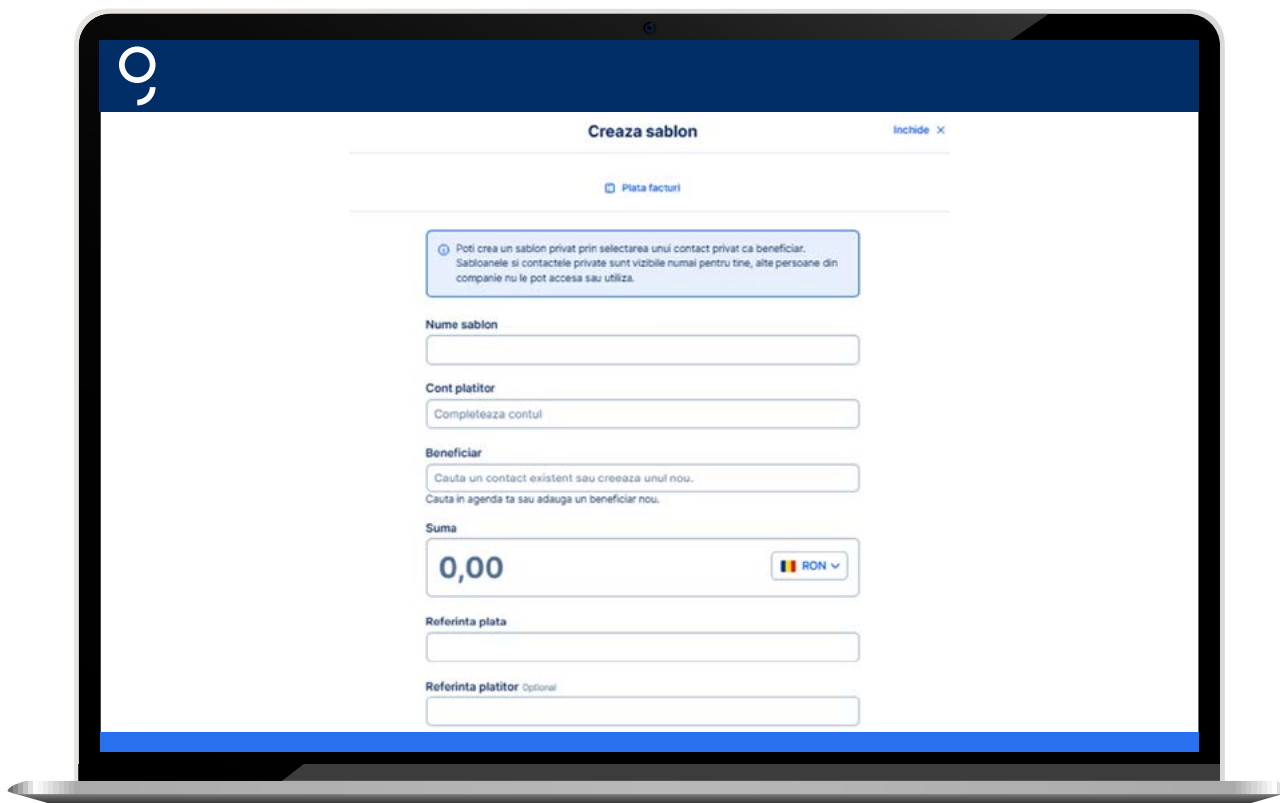 Creaza sablon
Inchide ×
Plata facturi
Poti crea un sablon privat prin selectarea unui contact privat ca beneficiar.
Sabloanele si contactele private sunt vizibile numai pentru tine, alte persoane din
companie nu le pot accesa sau utiliza.
Nume sablon
Cont platitor
Completeaza contul
Beneficiar
Cauta un contact existent sau creeaza unul nou.
Cauta in agenda ta sau adauga un beneficiar nou.
Suma
0,00
RON
Referinta plata
Referinta platitor Optional